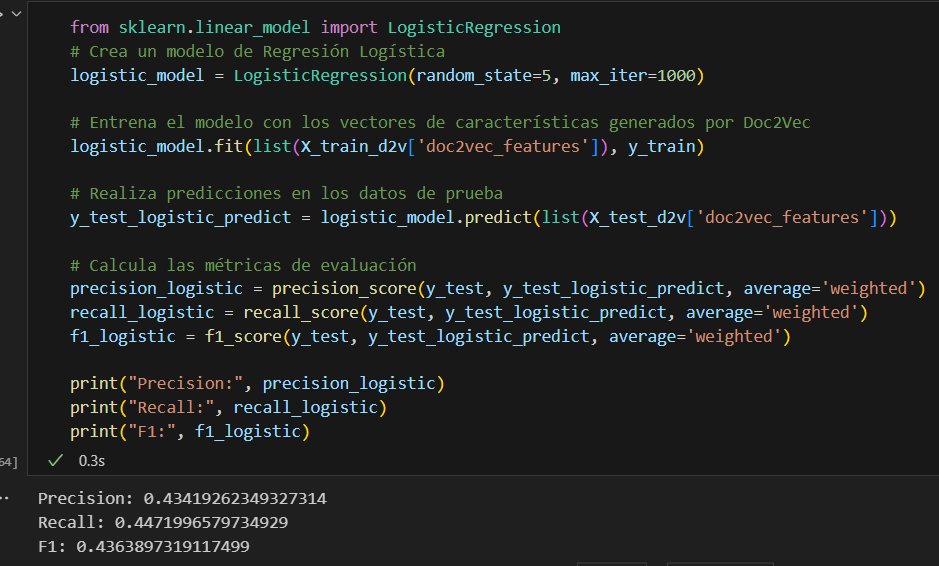 from sklearn.linear_model import LogisticRegression
# Crea un modelo de Regresión Logística
logistic_model = LogisticRegression(random_state=5, max_iter=1000)
# Entrena el modelo con los vectores de características generados por Doc2Vec
logistic_model.fit(list(X_train_d2v['doc2vec_features']), y_train)
# Realiza predicciones en los datos de prueba
y_test_logistic_predict = logistic_model.predict(list(X_test_d2v['doc2vec_features']))
# Calcula las métricas de evaluación
precision_logistic = precision_score(y_test, y_test_logistic_predict, average='weighted')
recall_logistic = recall_score(y_test, y_test_logistic_predict, average='weighted')
f1_logistic = f1_score(y_test, y_test_logistic_predict, average='weighted')
print("Precision:", precision_logistic)
print("Recall:", recall_logistic)
print("F1:", f1_logistic)
64]
0.3s
Precision: 0.43419262349327314
Recall: 0.4471996579734929
F1: 0.4363897319117499